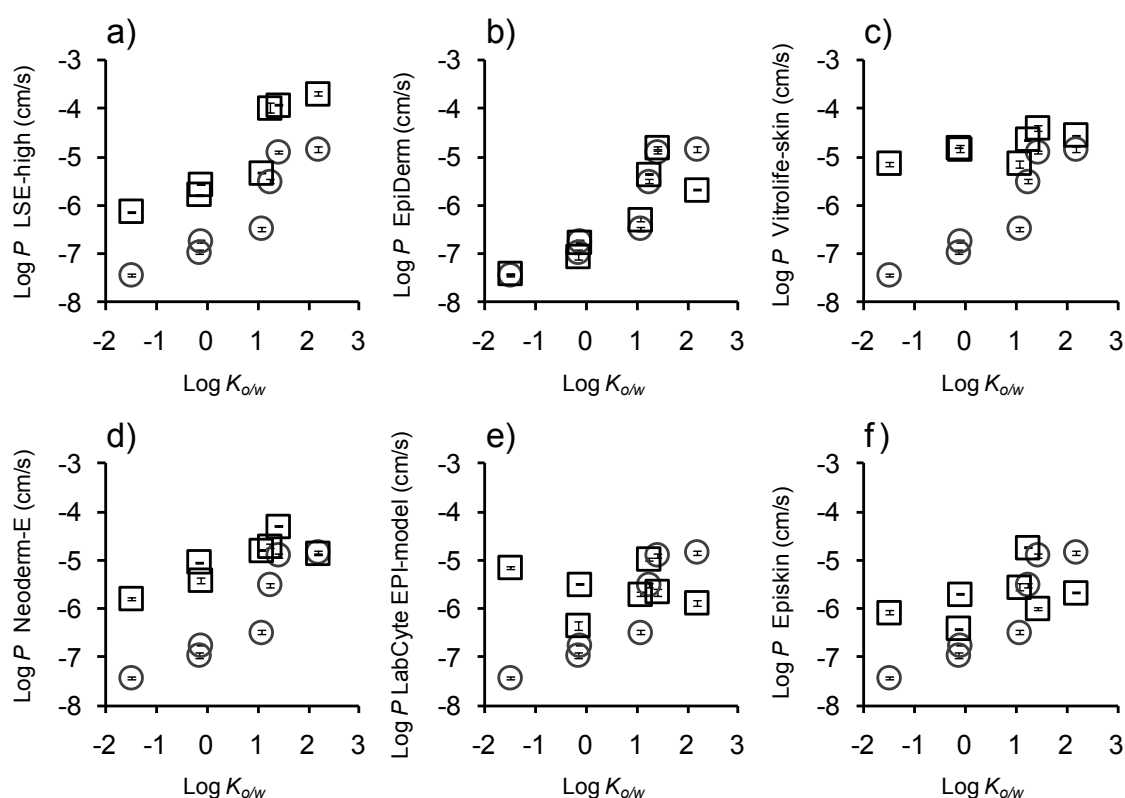 a)
Log P LSE-high (cm/s)
-3
-4
-5
-6
-7
-8
-2 -1 0 1 2 3
Log Ko/w
b)
Log P EpiDerm (cm/s)
-3
-4
-5
-6
-7
-8
-2 -1 0 1 2 3
Log Ko/w
c)
Log P Vitrolife-skin (cm/s)
-3
-4
-5
-6
-7
-8
-2 -1 0 1 2 3
Log Ko/w
d)
Log P Neoderm-E (cm/s)
-3
-4
-5
-6
-7
-8
-2 -1 0 1 2 3
Log Ko/w
e)
Log P LabCyte EPI-model (cm/s)
-3
-4
-5
-6
-7
-8
-2 -1 0 1 2 3
Log Ko/w
f)
Log P Episkin (cm/s)
-3
-4
-5
-6
-7
-8
-2 -1 0 1 2 3
Log Ko/w